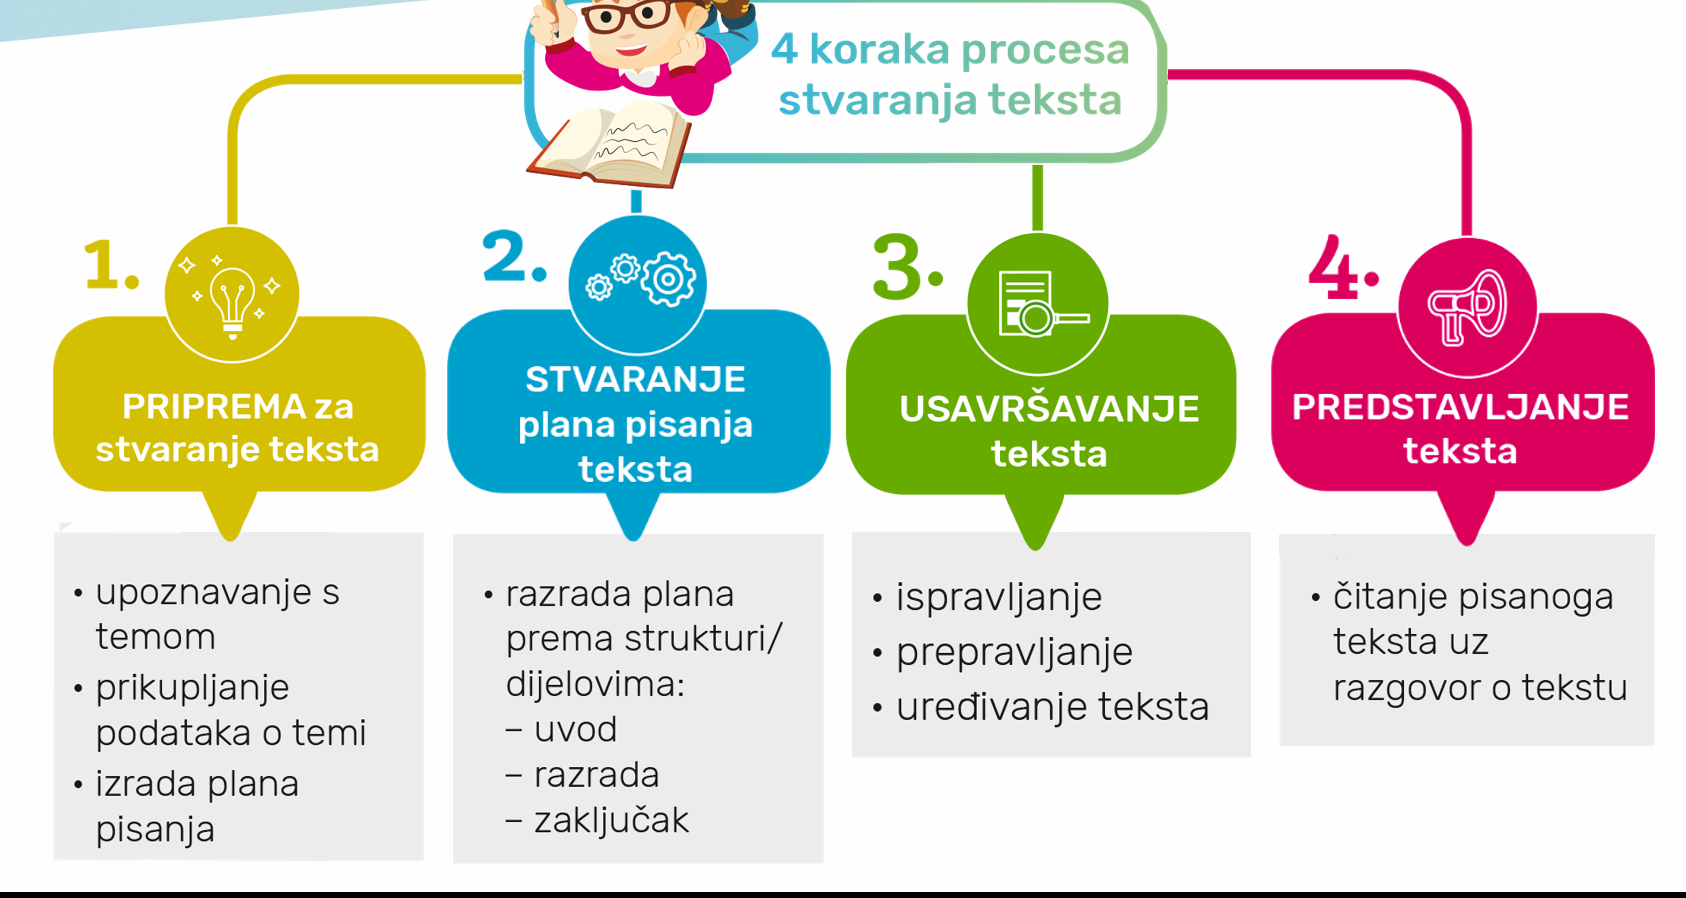 4 koraka procesa
stvaranja teksta
1.
PRIPREMA za
stvaranje teksta
• upoznavanje s
temom
• prikupljanje
podataka o temi
• izrada plana
pisanja
2.
STVARANJE
plana pisanja
teksta
• razrada plana
prema strukturi/
dijelovima:
– uvod
– razrada
– zaključak
3.
USAVRŠAVANJE
teksta
• ispravljanje
• prepravljanje
• uređivanje teksta
4.
PREDSTAVLJANJE
teksta
• čitanje pisanoga
teksta uz
razgovor o tekstu